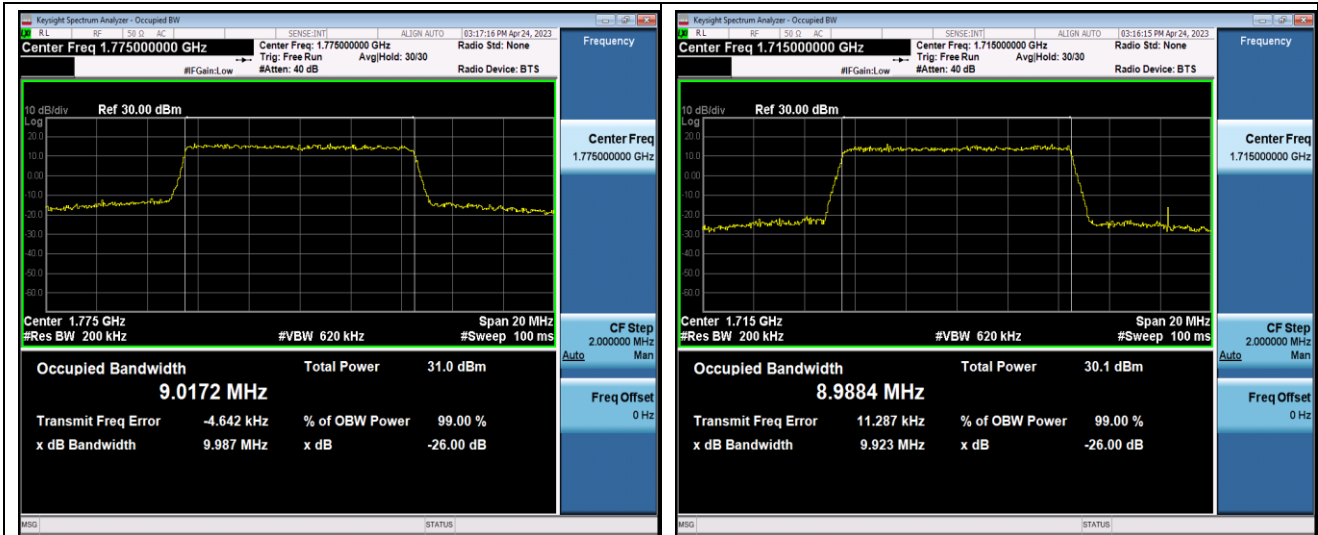 Keysight Spectrum Analyzer - Occupied BW
RL RF 50 Ω AC SENSE:INT ALIGN AUTO 03:17:16 PM Apr 24, 2023
Center Freq 1.775000000 GHz
Center Freq: 1.775000000 GHz
Radio Std: None
Trig: Free Run Avg|Hold: 30/30
#IFGain:Low #Atten: 40 dB Radio Device: BTS
10 dB/div Ref 30.00 dBm
Log
20.0
10.0
0.00
-10.0
-20.0
-30.0
-40.0
-50.0
-60.0
Center 1.775 GHz Span 20 MHz
#Res BW 200 kHz #VBW 620 kHz #Sweep 100 ms
Occupied Bandwidth Total Power 31.0 dBm
9.0172 MHz
Transmit Freq Error -4.642 kHz % of OBW Power 99.00 %
x dB Bandwidth 9.987 MHz x dB -26.00 dB
MSG STATUS
Frequency
Center Freq
1.775000000 GHz
CF Step
2.000000 MHz
Auto Man
Freq Offset
0 Hz
Keysight Spectrum Analyzer - Occupied BW
RL RF 50 Ω AC SENSE:INT ALIGN AUTO 03:16:15 PM Apr 24, 2023
Center Freq 1.715000000 GHz
Center Freq: 1.715000000 GHz
Radio Std: None
Trig: Free Run Avg|Hold: 30/30
#IFGain:Low #Atten: 40 dB Radio Device: BTS
10 dB/div Ref 30.00 dBm
Log
20.0
10.0
0.00
-10.0
-20.0
-30.0
-40.0
-50.0
-60.0
Center 1.715 GHz Span 20 MHz
#Res BW 200 kHz #VBW 620 kHz #Sweep 100 ms
Occupied Bandwidth Total Power 30.1 dBm
8.9884 MHz
Transmit Freq Error 11.287 kHz % of OBW Power 99.00 %
x dB Bandwidth 9.923 MHz x dB -26.00 dB
MSG STATUS
Frequency
Center Freq
1.715000000 GHz
CF Step
2.000000 MHz
Auto Man
Freq Offset
0 Hz